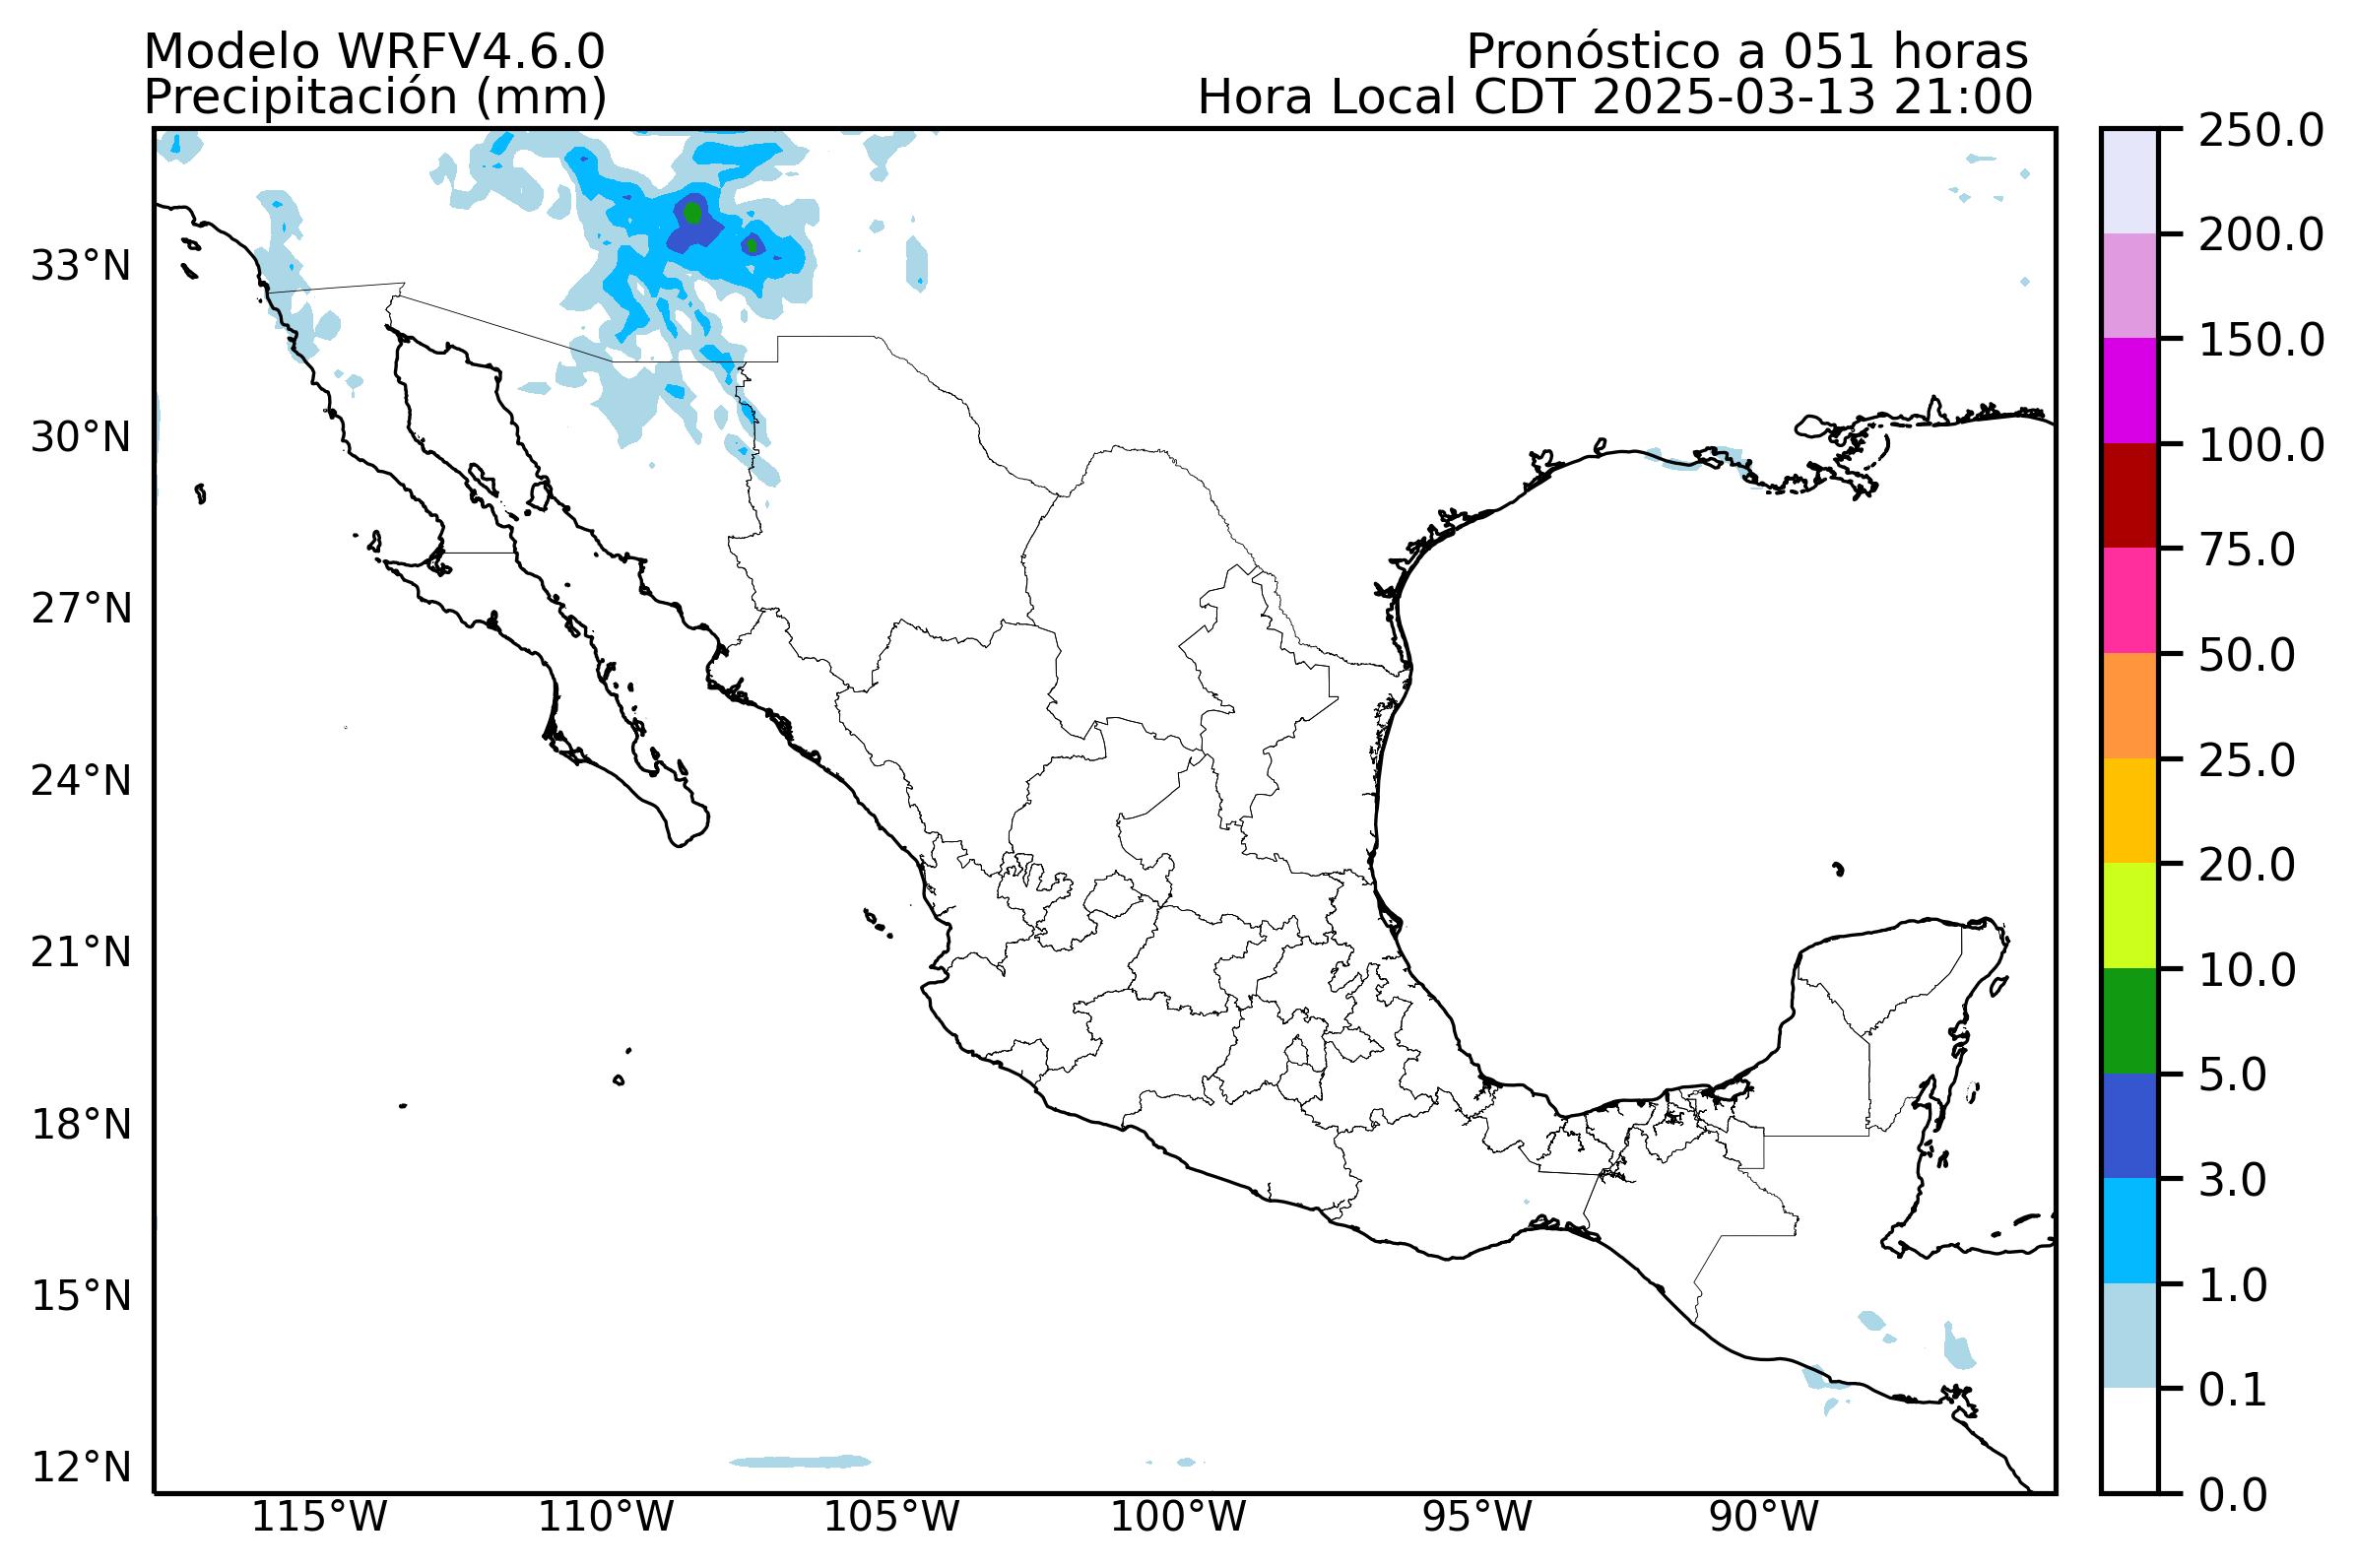 Modelo WRFV4.6.0
Pronóstico a 051 horas
Precipitación (mm)
Hora Local CDT 2025-03-13 21:00
33°N
30°N
27°N
24°N
21°N
18°N
15°N
12°N
115°W
110°W
105°W
100°W
95°W
90°W
250.0
200.0
150.0
100.0
75.0
50.0
25.0
20.0
10.0
5.0
3.0
1.0
0.1
0.0